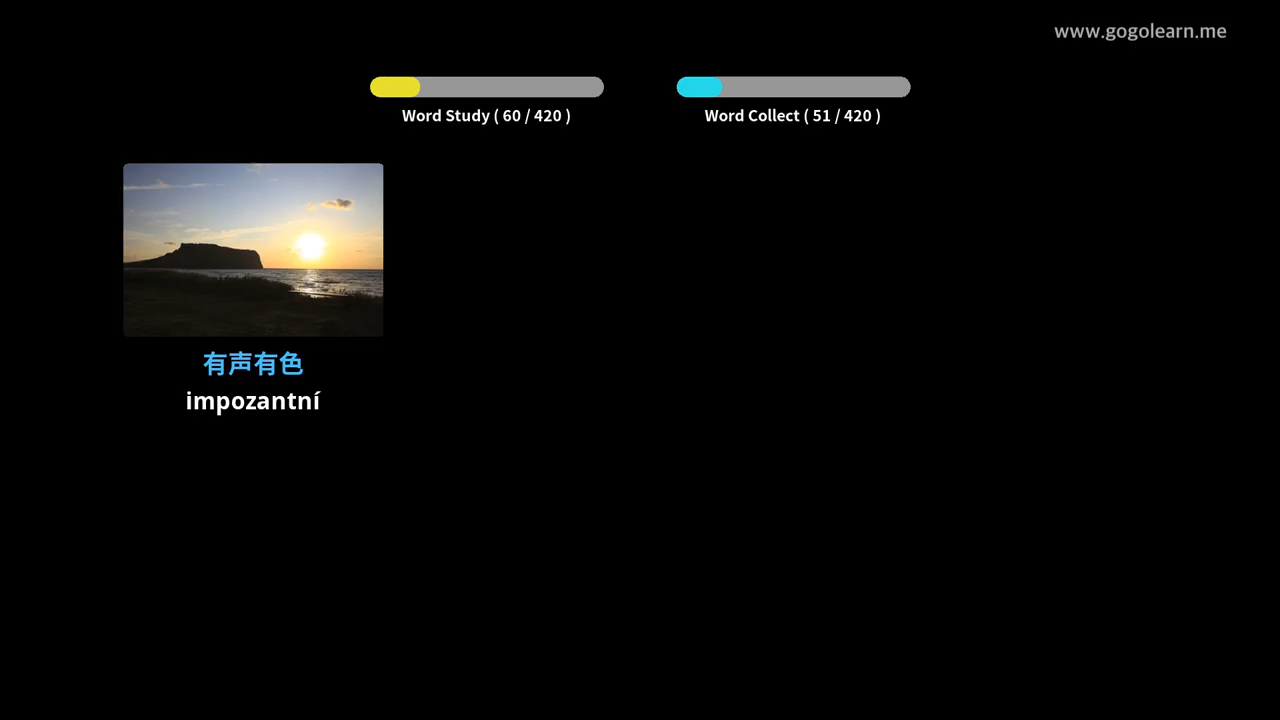 www.gogolearn.me
Word Study ( 60 / 420 )
Word Collect ( 51 / 420 )
有声有色
impozantní